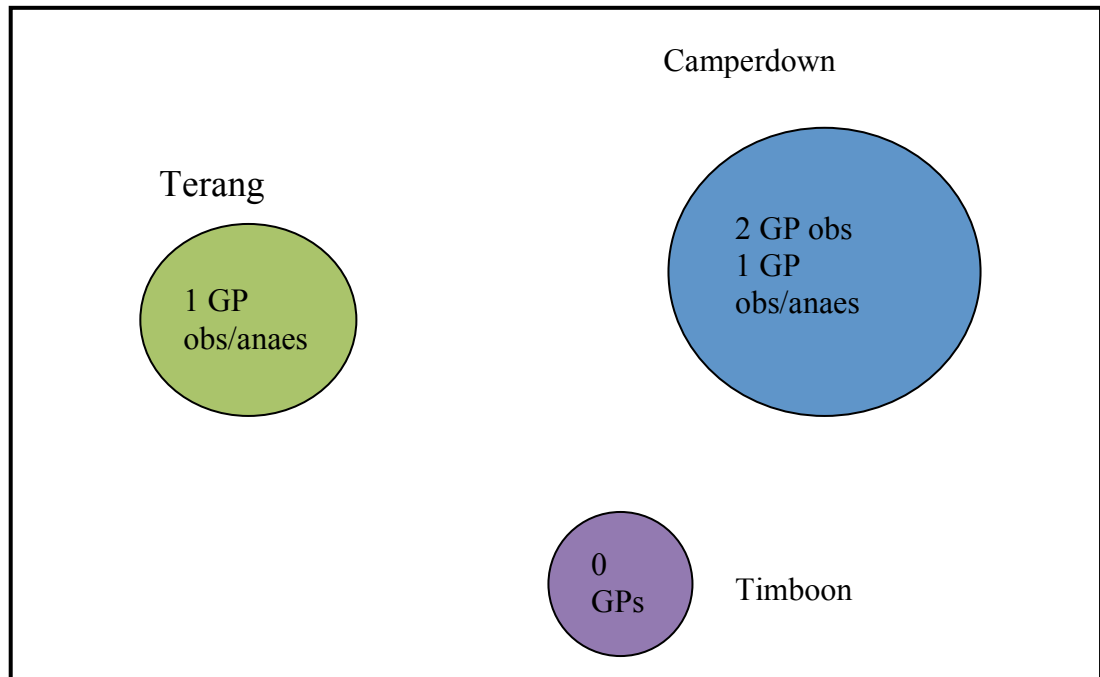 Camperdown
Terang
2 GP obs
1 GP
obs/anaes
1 GP
obs/anaes
0
GPs
Timboon